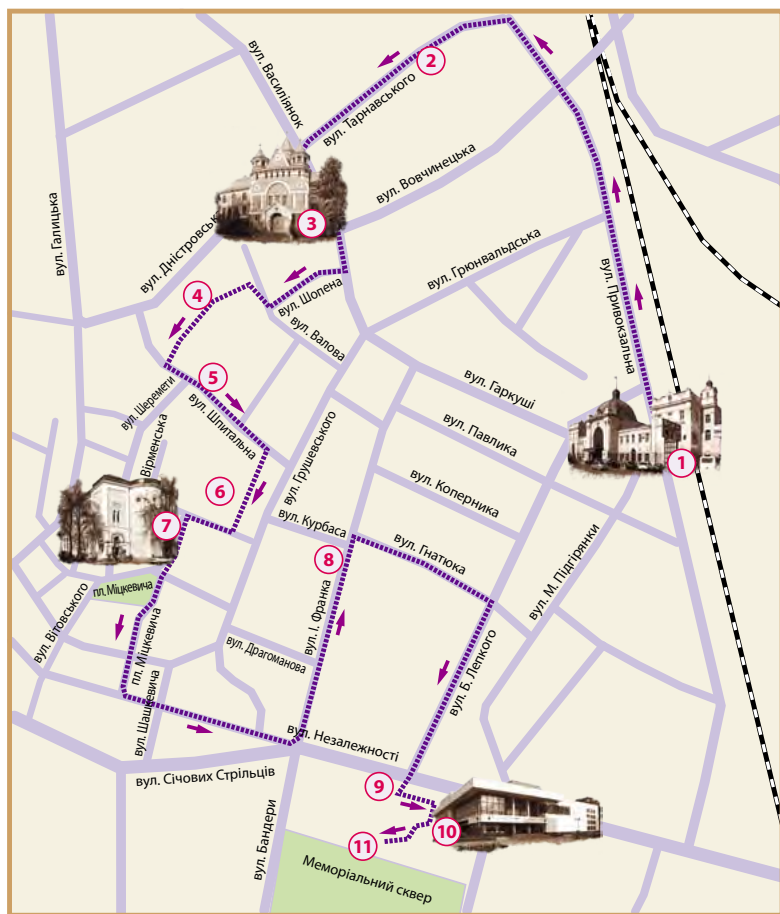 вул. Василіянок
2
вул. Тарнавського
вул. Вовчинецька
вул. Галицька
3
вул. Дністровськ
вул. Грюнвальдська
вул. Привокзальна
4
вул. Шопена
вул. Валова
5
вул. Шеремети
вул. Шпитальна
вул. Гаркуші
вул. Павлика
1
Вірменська
6
вул. Грушевського
вул. Коперника
7
вул. Курбаса
8
вул. Гнатюка
вул. М. Підгірянки
пл. Міцкевича
вул. Вітовського
вул. І. Франка
пл. Міцкевича
вул. Драгоманова
вул. Б. Лепкого
вул. Шашкевича
вул. Незалежності
вул. Січових Стрільців
9
10
11
вул. Бандери
Меморіальний сквер